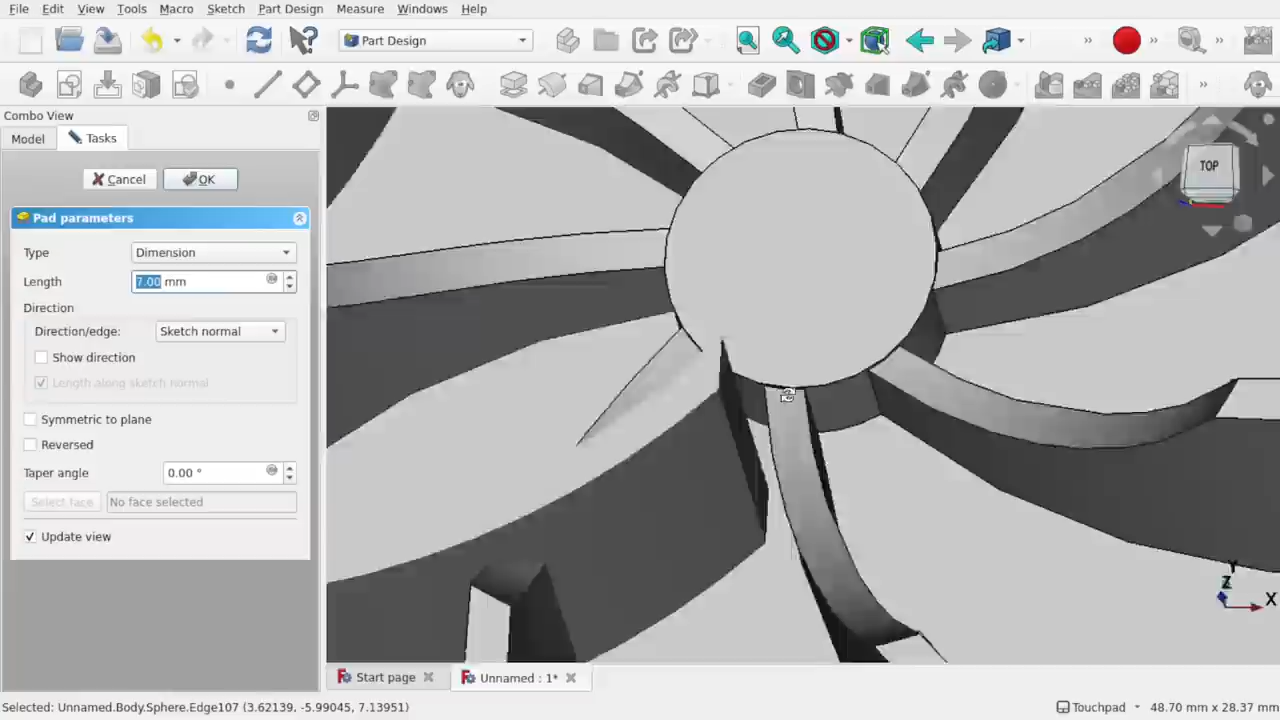 File Edit View Tools Macro Sketch Part Design Measure Windows Help
Part Design
Combo View
Model Tasks
Cancel OK
Pad parameters
Type Dimension
Length 7.00 mm
Direction
Direction/edge: Sketch normal
Show direction
Length along sketch normal
Symmetric to plane
Reversed
Taper angle 0.00 °
Select face No face selected
Update view
TOP
Y
Z
X
Start page Unnamed : 1*
Selected: Unnamed.Body.Sphere.Edge107 (3.62139, -5.99045, 7.13951) Touchpad 48.70 mm x 28.37 mm